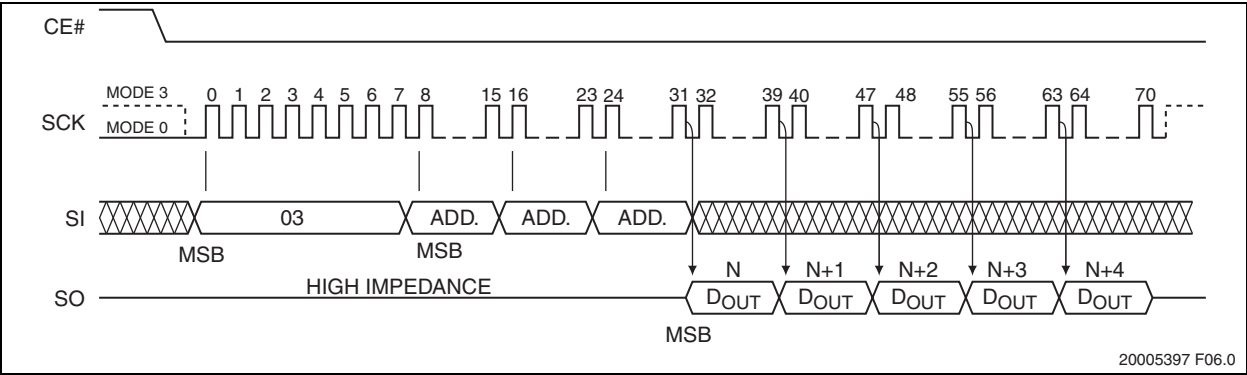 CE#
MODE 3
0 1 2 3 4 5 6 7 8 15 16 23 24 31 32 39 40 47 48 55 56 63 64 70
SCK
MODE 0
SI
03 ADD. ADD. ADD.
MSB MSB
N N+1 N+2 N+3 N+4
HIGH IMPEDANCE
SO
DOUT DOUT DOUT DOUT DOUT
MSB
20005397 F06.0